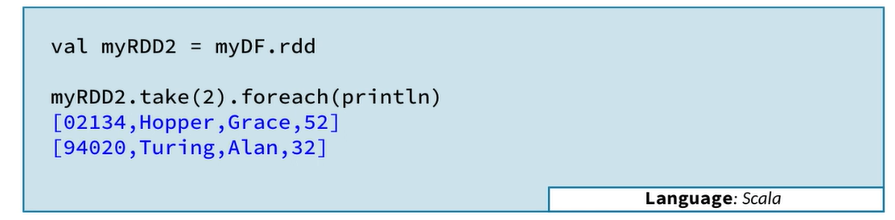 val myRDD2 = myDF.rdd
myRDD2.take(2).foreach(println)
[02134,Hopper,Grace,52]
[94020,Turing,Alan,32]
Language: Scala